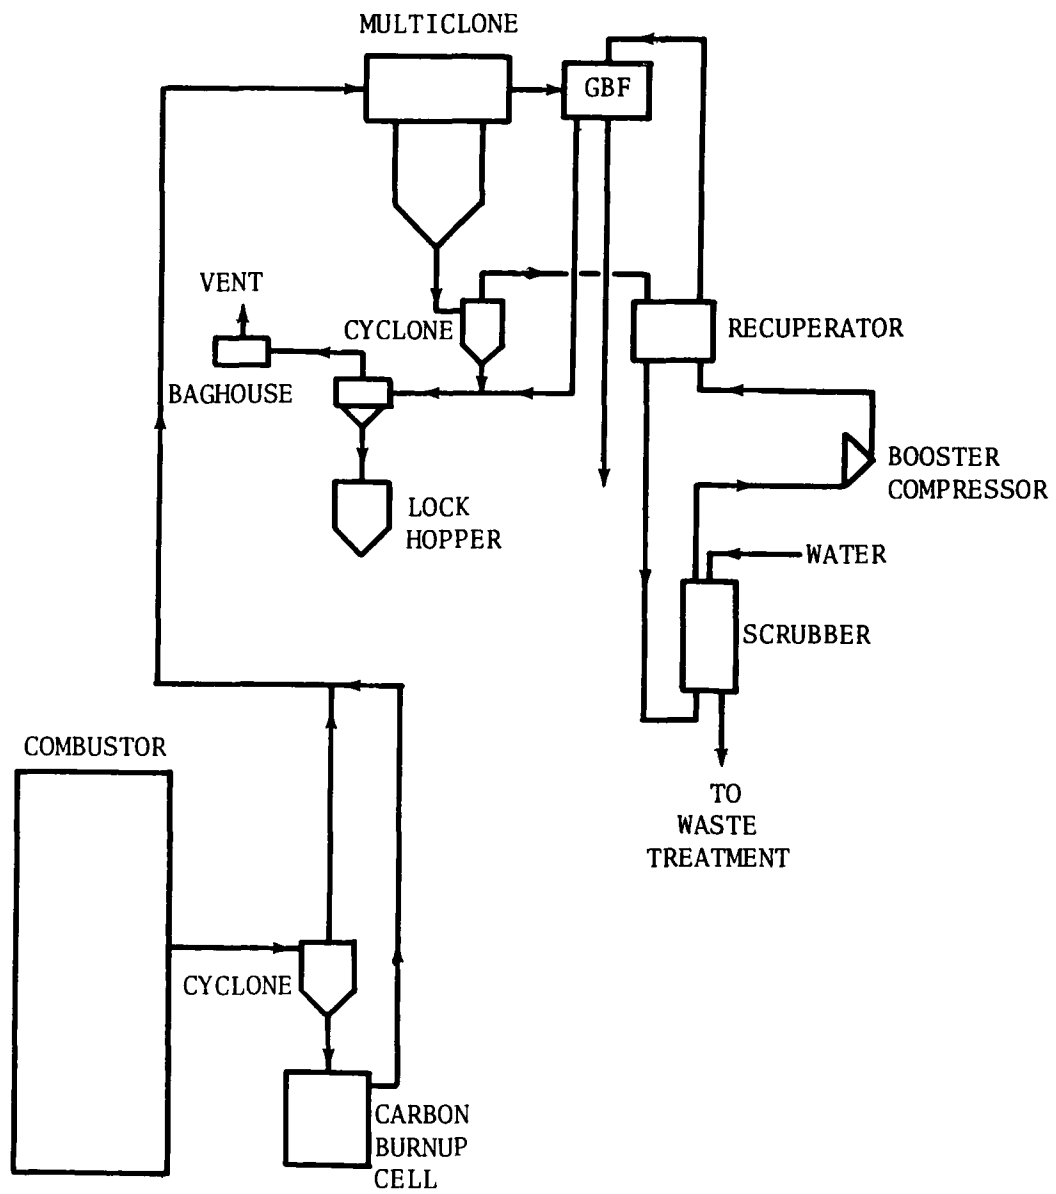 MULTICLONE
GBF
VENT
CYCLONE
RECUPERATOR
BAGHOUSE
BOOSTER
COMPRESSOR
LOCK
HOPPER
WATER
SCRUBBER
COMBUSTOR
TO
WASTE
TREATMENT
CYCLONE
CARBON
BURNUP
CELL